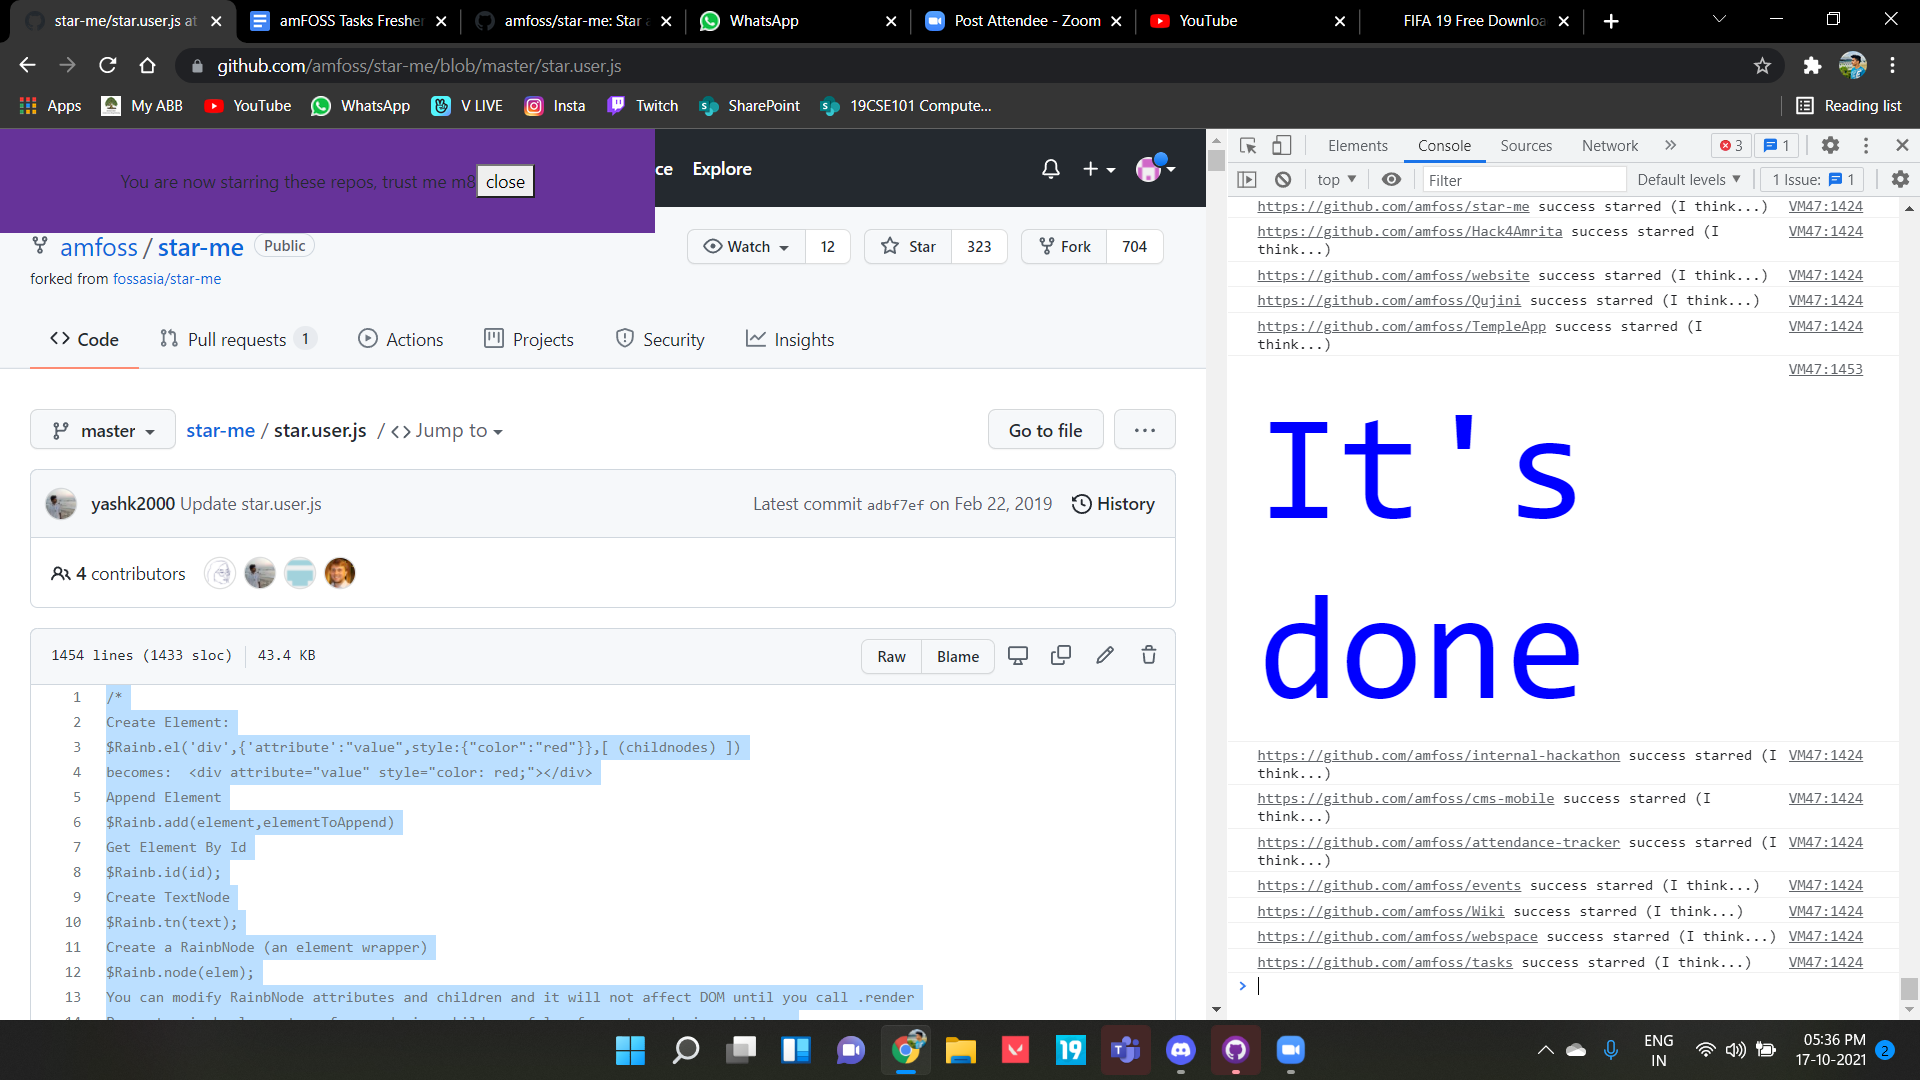 star-me/star.user.js at
amFOSS Tasks Fresher
amfoss/star-me: Star a
WhatsApp
Post Attendee - Zoom
YouTube
FIFA 19 Free Downloa
github.com/amfoss/star-me/blob/master/star.user.js
Apps
My ABB
YouTube
WhatsApp
V LIVE
Insta
Twitch
SharePoint
19CSE101 Compute...
Reading list
You are now starring these repos, trust me m8
close
ce
Explore
amfoss / star-me
Public
forked from fossasia/star-me
Watch 12
Star 323
Fork 704
Code
Pull requests 1
Actions
Projects
Security
Insights
master
star-me / star.user.js / <> Jump to
Go to file
...
yashk2000 Update star.user.js
Latest commit adbf7ef on Feb 22, 2019
History
4 contributors
1454 lines (1433 sloc)
43.4 KB
Raw
Blame
1 /*
2 Create Element:
3 $Rainb.el('div',{'attribute':"value",style:{"color":"red"}},[ (childnodes) ])
4 becomes: <div attribute="value" style="color: red;"></div>
5 Append Element
6 $Rainb.add(element,elementToAppend)
7 Get Element By Id
8 $Rainb.id(id);
9 Create TextNode
10 $Rainb.tn(text);
11 Create a RainbNode (an element wrapper)
12 $Rainb.node(elem);
13 You can modify RainbNode attributes and children and it will not affect DOM until you call .render
Elements
Console
Sources
Network
3
1
top
Filter
Default levels
1 Issue: 1
https://github.com/amfoss/star-me success starred (I think...) VM47:1424
https://github.com/amfoss/Hack4Amrita success starred (I VM47:1424
think...)
https://github.com/amfoss/website success starred (I think...) VM47:1424
https://github.com/amfoss/Qujini success starred (I think...) VM47:1424
https://github.com/amfoss/TempleApp success starred (I VM47:1424
think...)
VM47:1453
It's
done
https://github.com/amfoss/internal-hackathon success starred (I VM47:1424
think...)
https://github.com/amfoss/cms-mobile success starred (I VM47:1424
think...)
https://github.com/amfoss/attendance-tracker success starred (I VM47:1424
think...)
https://github.com/amfoss/events success starred (I think...) VM47:1424
https://github.com/amfoss/Wiki success starred (I think...) VM47:1424
https://github.com/amfoss/webspace success starred (I think...) VM47:1424
https://github.com/amfoss/tasks success starred (I think...) VM47:1424
>
19
ENG
IN
05:36 PM
17-10-2021
2